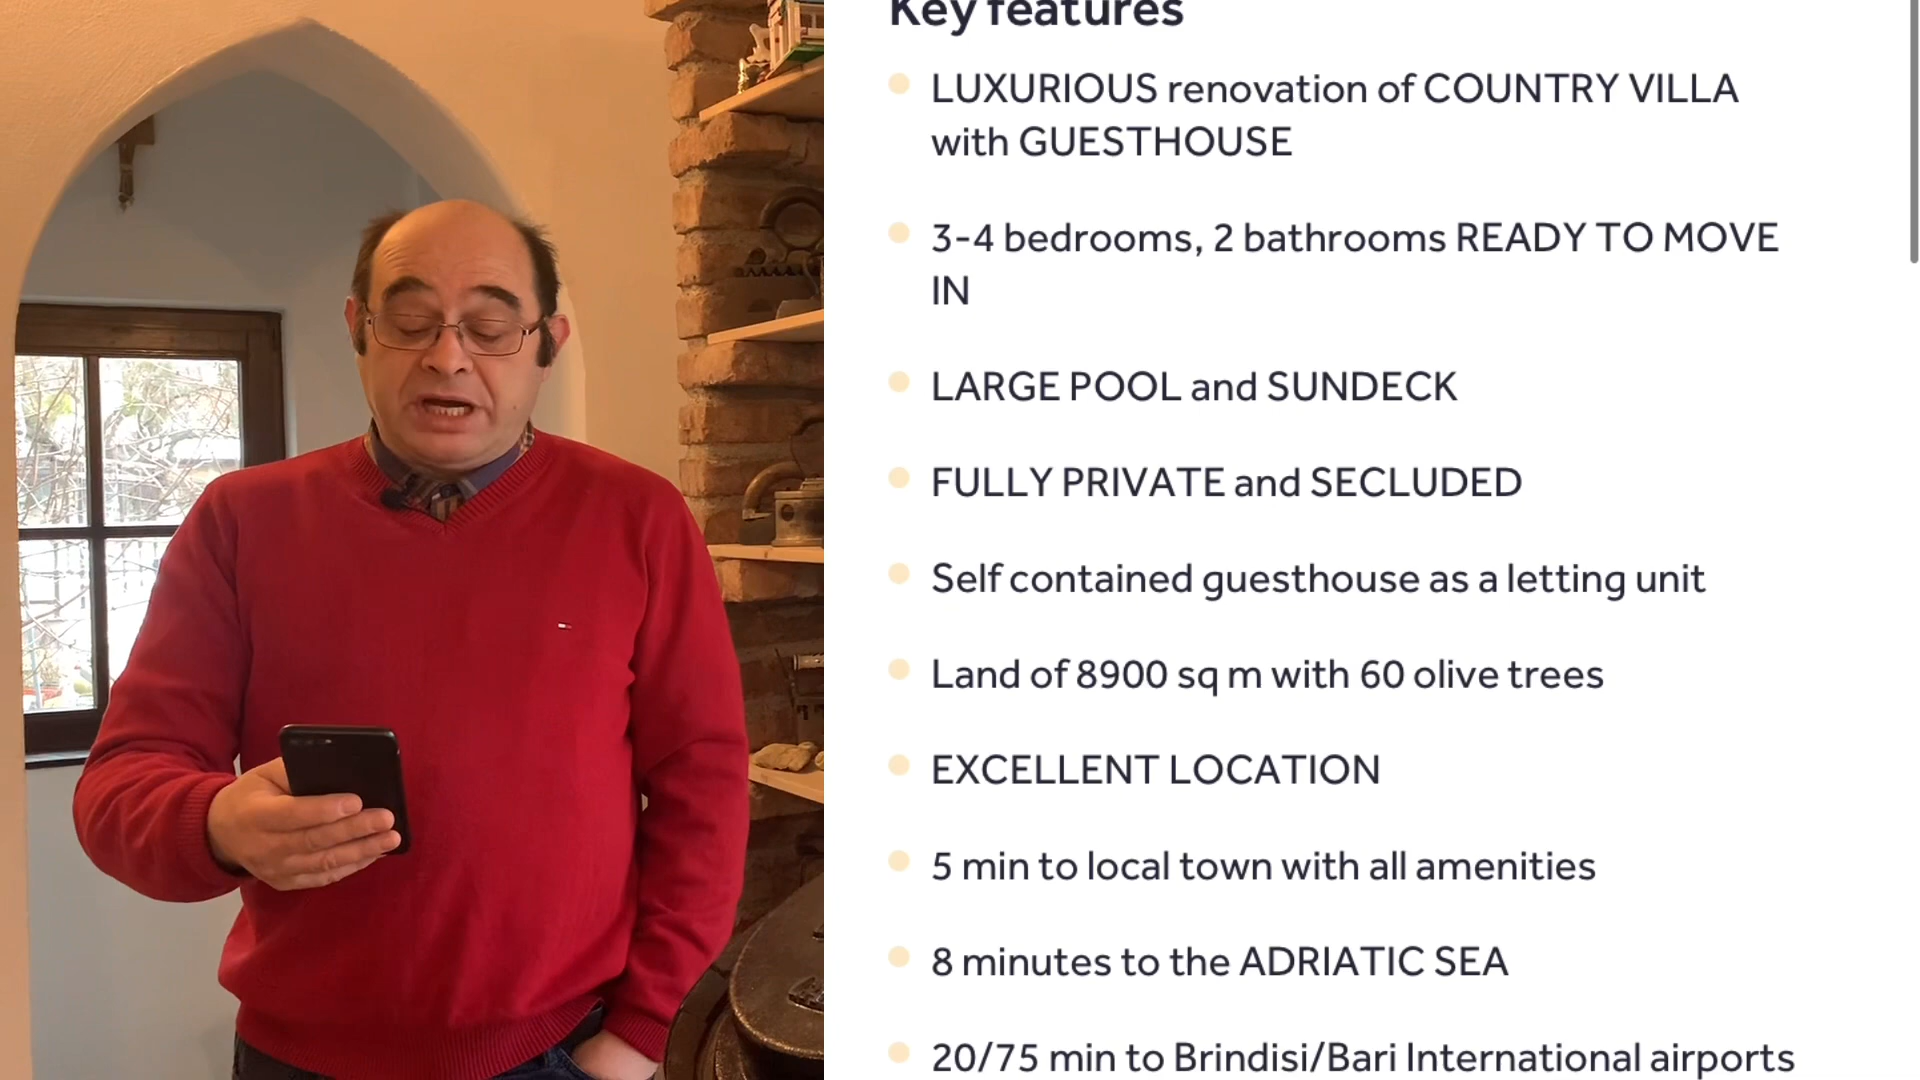 Key features
LUXURIOUS renovation of COUNTRY VILLA
with GUESTHOUSE
3-4 bedrooms, 2 bathrooms READY TO MOVE
IN
LARGE POOL and SUNDECK
FULLY PRIVATE and SECLUDED
Self contained guesthouse as a letting unit
Land of 8900 sq m with 60 olive trees
EXCELLENT LOCATION
5 min to local town with all amenities
8 minutes to the ADRIATIC SEA
20/75 min to Brindisi/Bari International airports